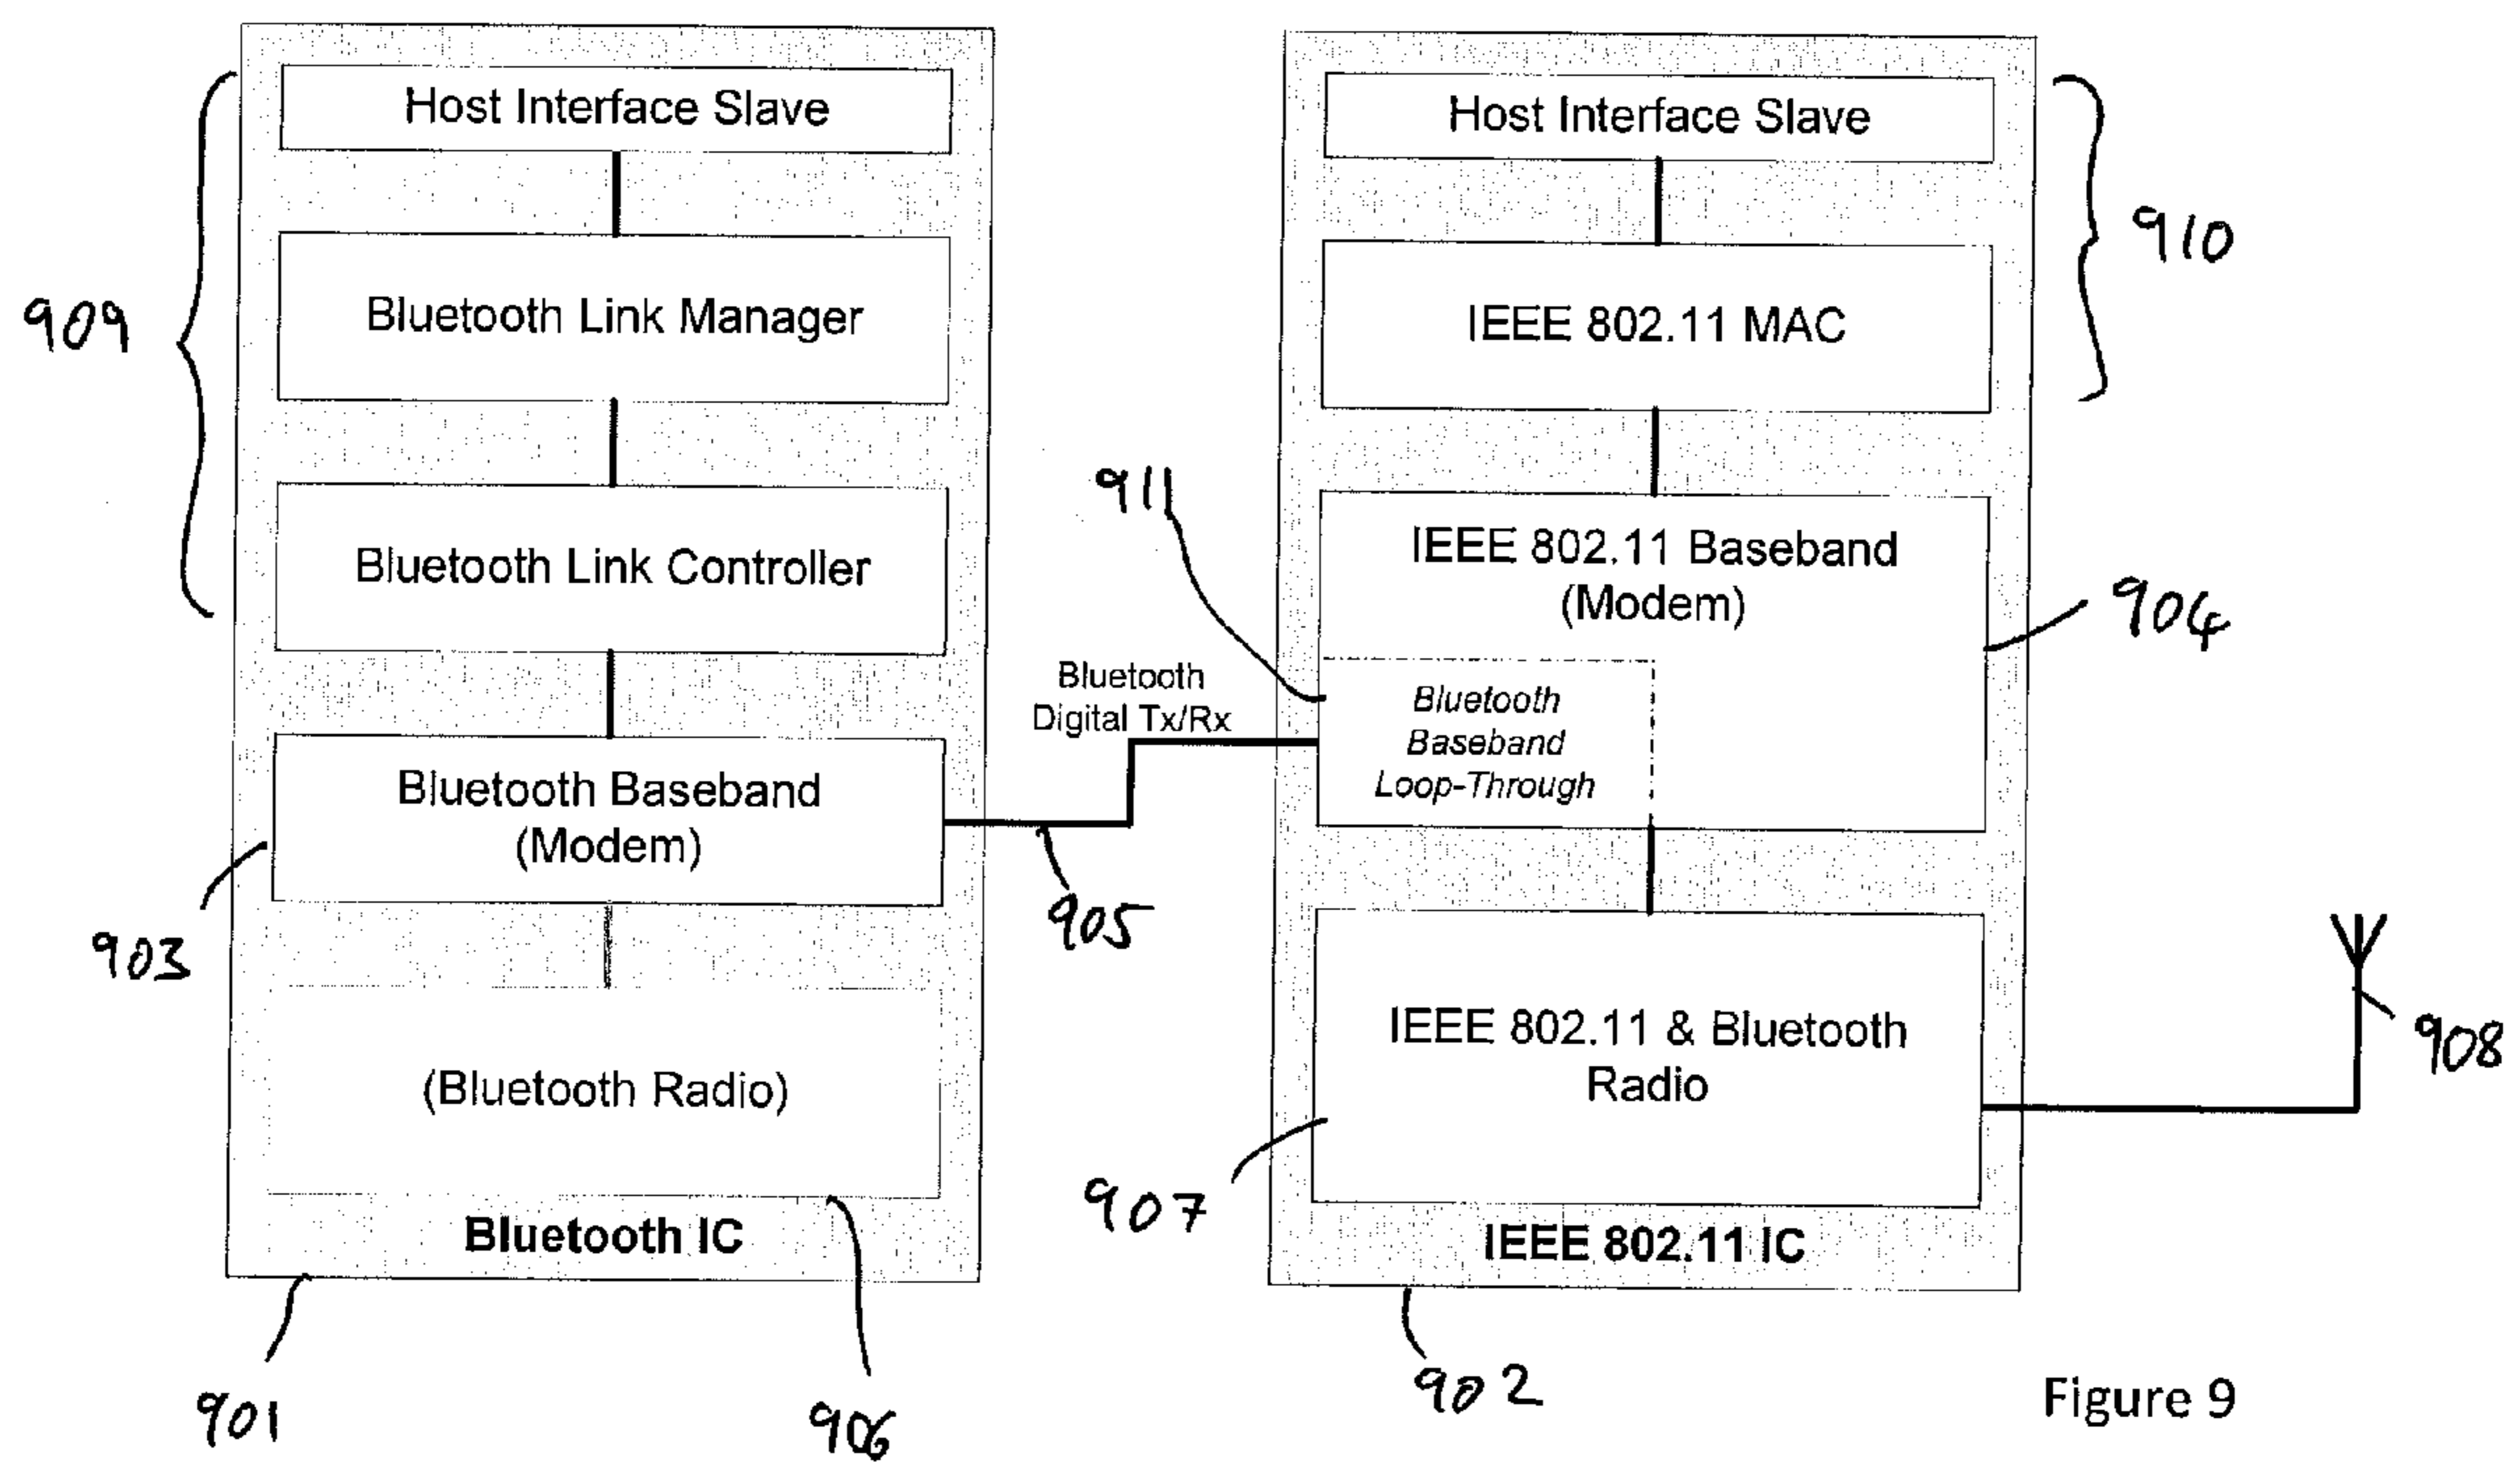 Host Interface Slave
Bluetooth Link Manager
909
Bluetooth Link Controller
Bluetooth Baseband
(Modem)
903
(Bluetooth Radio)
Bluetooth IC
901
906
Bluetooth
Digital Tx/Rx
905
Host Interface Slave
910
IEEE 802.11 MAC
911
IEEE 802.11 Baseband
(Modem)
904
Bluetooth
Baseband
Loop-Through
IEEE 802.11 & Bluetooth
Radio
907
908
IEEE 802.11 IC
902
Figure 9